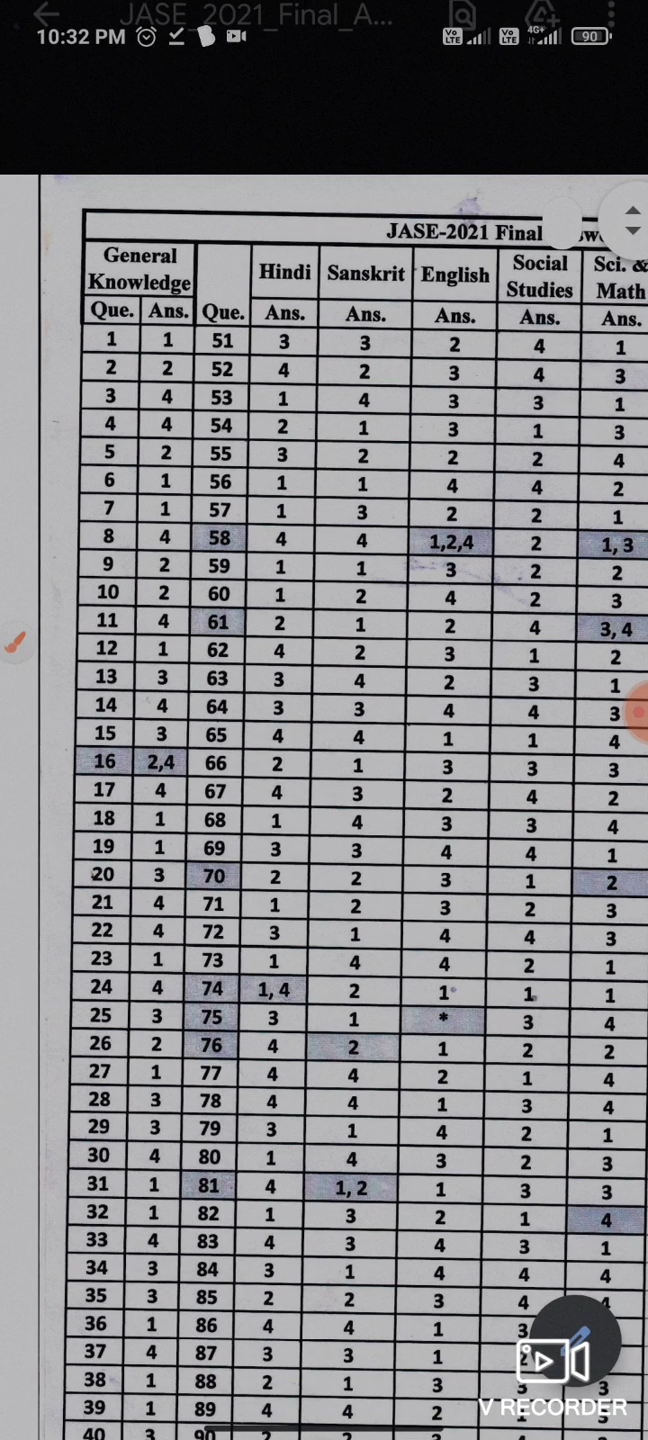 JASE_2021_Final_A...
10:32 PM Vo LTE Vo LTE 4G+ 90
JASE-2021 Final
General Knowledge Hindi Sanskrit English Social Studies Sci. & Math
Que. Ans. Que. Ans. Ans. Ans. Ans. Ans.
1 1 51 3 3 2 4 1
2 2 52 4 2 3 4 3
3 4 53 1 4 3 3 1
4 4 54 2 1 3 1 3
5 2 55 3 2 2 2 4
6 1 56 1 1 4 4 2
7 1 57 1 3 2 2 1
8 4 58 4 4 1,2,4 2 1, 3
9 2 59 1 1 3 2 2
10 2 60 1 2 4 2 3
11 4 61 2 1 2 4 3, 4
12 1 62 4 2 3 1 2
13 3 63 3 4 2 3 1
14 4 64 3 3 4 4 3
15 3 65 4 4 1 1 4
16 2,4 66 2 1 3 3 3
17 4 67 4 3 2 4 2
18 1 68 1 4 3 3 4
19 1 69 3 3 4 4 1
20 3 70 2 2 3 1 2
21 4 71 1 2 3 2 3
22 4 72 3 1 4 4 3
23 1 73 1 4 4 2 1
24 4 74 1, 4 2 1 1 1
25 3 75 3 1 * 3 4
26 2 76 4 2 1 2 2
27 1 77 4 4 2 1 4
28 3 78 4 4 1 3 4
29 3 79 3 1 4 2 1
30 4 80 1 4 3 2 3
31 1 81 4 1, 2 1 3 3
32 1 82 1 3 2 1 4
33 4 83 4 3 4 3 1
34 3 84 3 1 4 4 4
35 3 85 2 2 3 4 4
36 1 86 4 4 1 3
37 4 87 3 3 1 2
38 1 88 2 1 3 3 3
39 1 89 4 4 2
40 3 90 2 2
V RECORDER